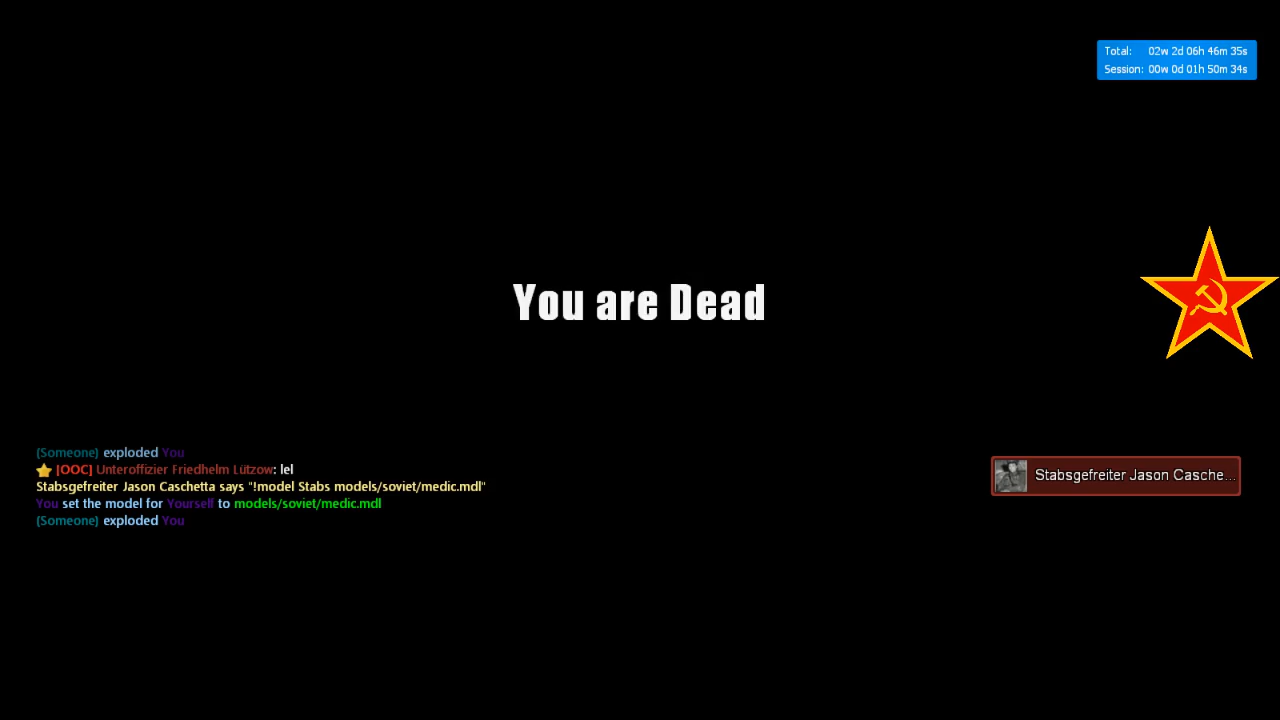 Total: 02w 2d 06h 46m 35s
Session: 00w 0d 01h 50m 34s
You are Dead
(Someone) exploded You
[OOC] Unteroffizier Friedhelm Lützow: lel
Stabsgefreiter Jason Caschetta says "!model Stabs models/soviet/medic.mdl"
You set the model for Yourself to models/soviet/medic.mdl
(Someone) exploded You
Stabsgefreiter Jason Casche...